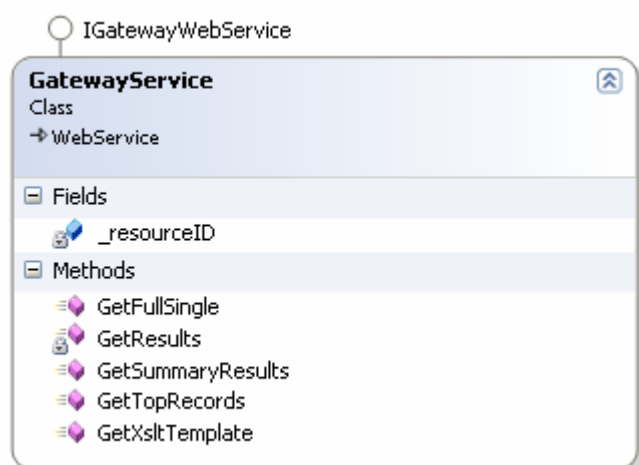 IGatewayWebService
GatewayService
Class
WebService
Fields
_resourceID
Methods
GetFullSingle
GetResults
GetSummaryResults
GetTopRecords
GetXsltTemplate